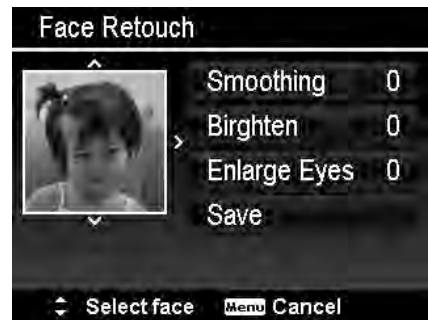 Face Retouch
Smoothing 0
Birghten 0
Enlarge Eyes 0
Save
Select face Menu Cancel